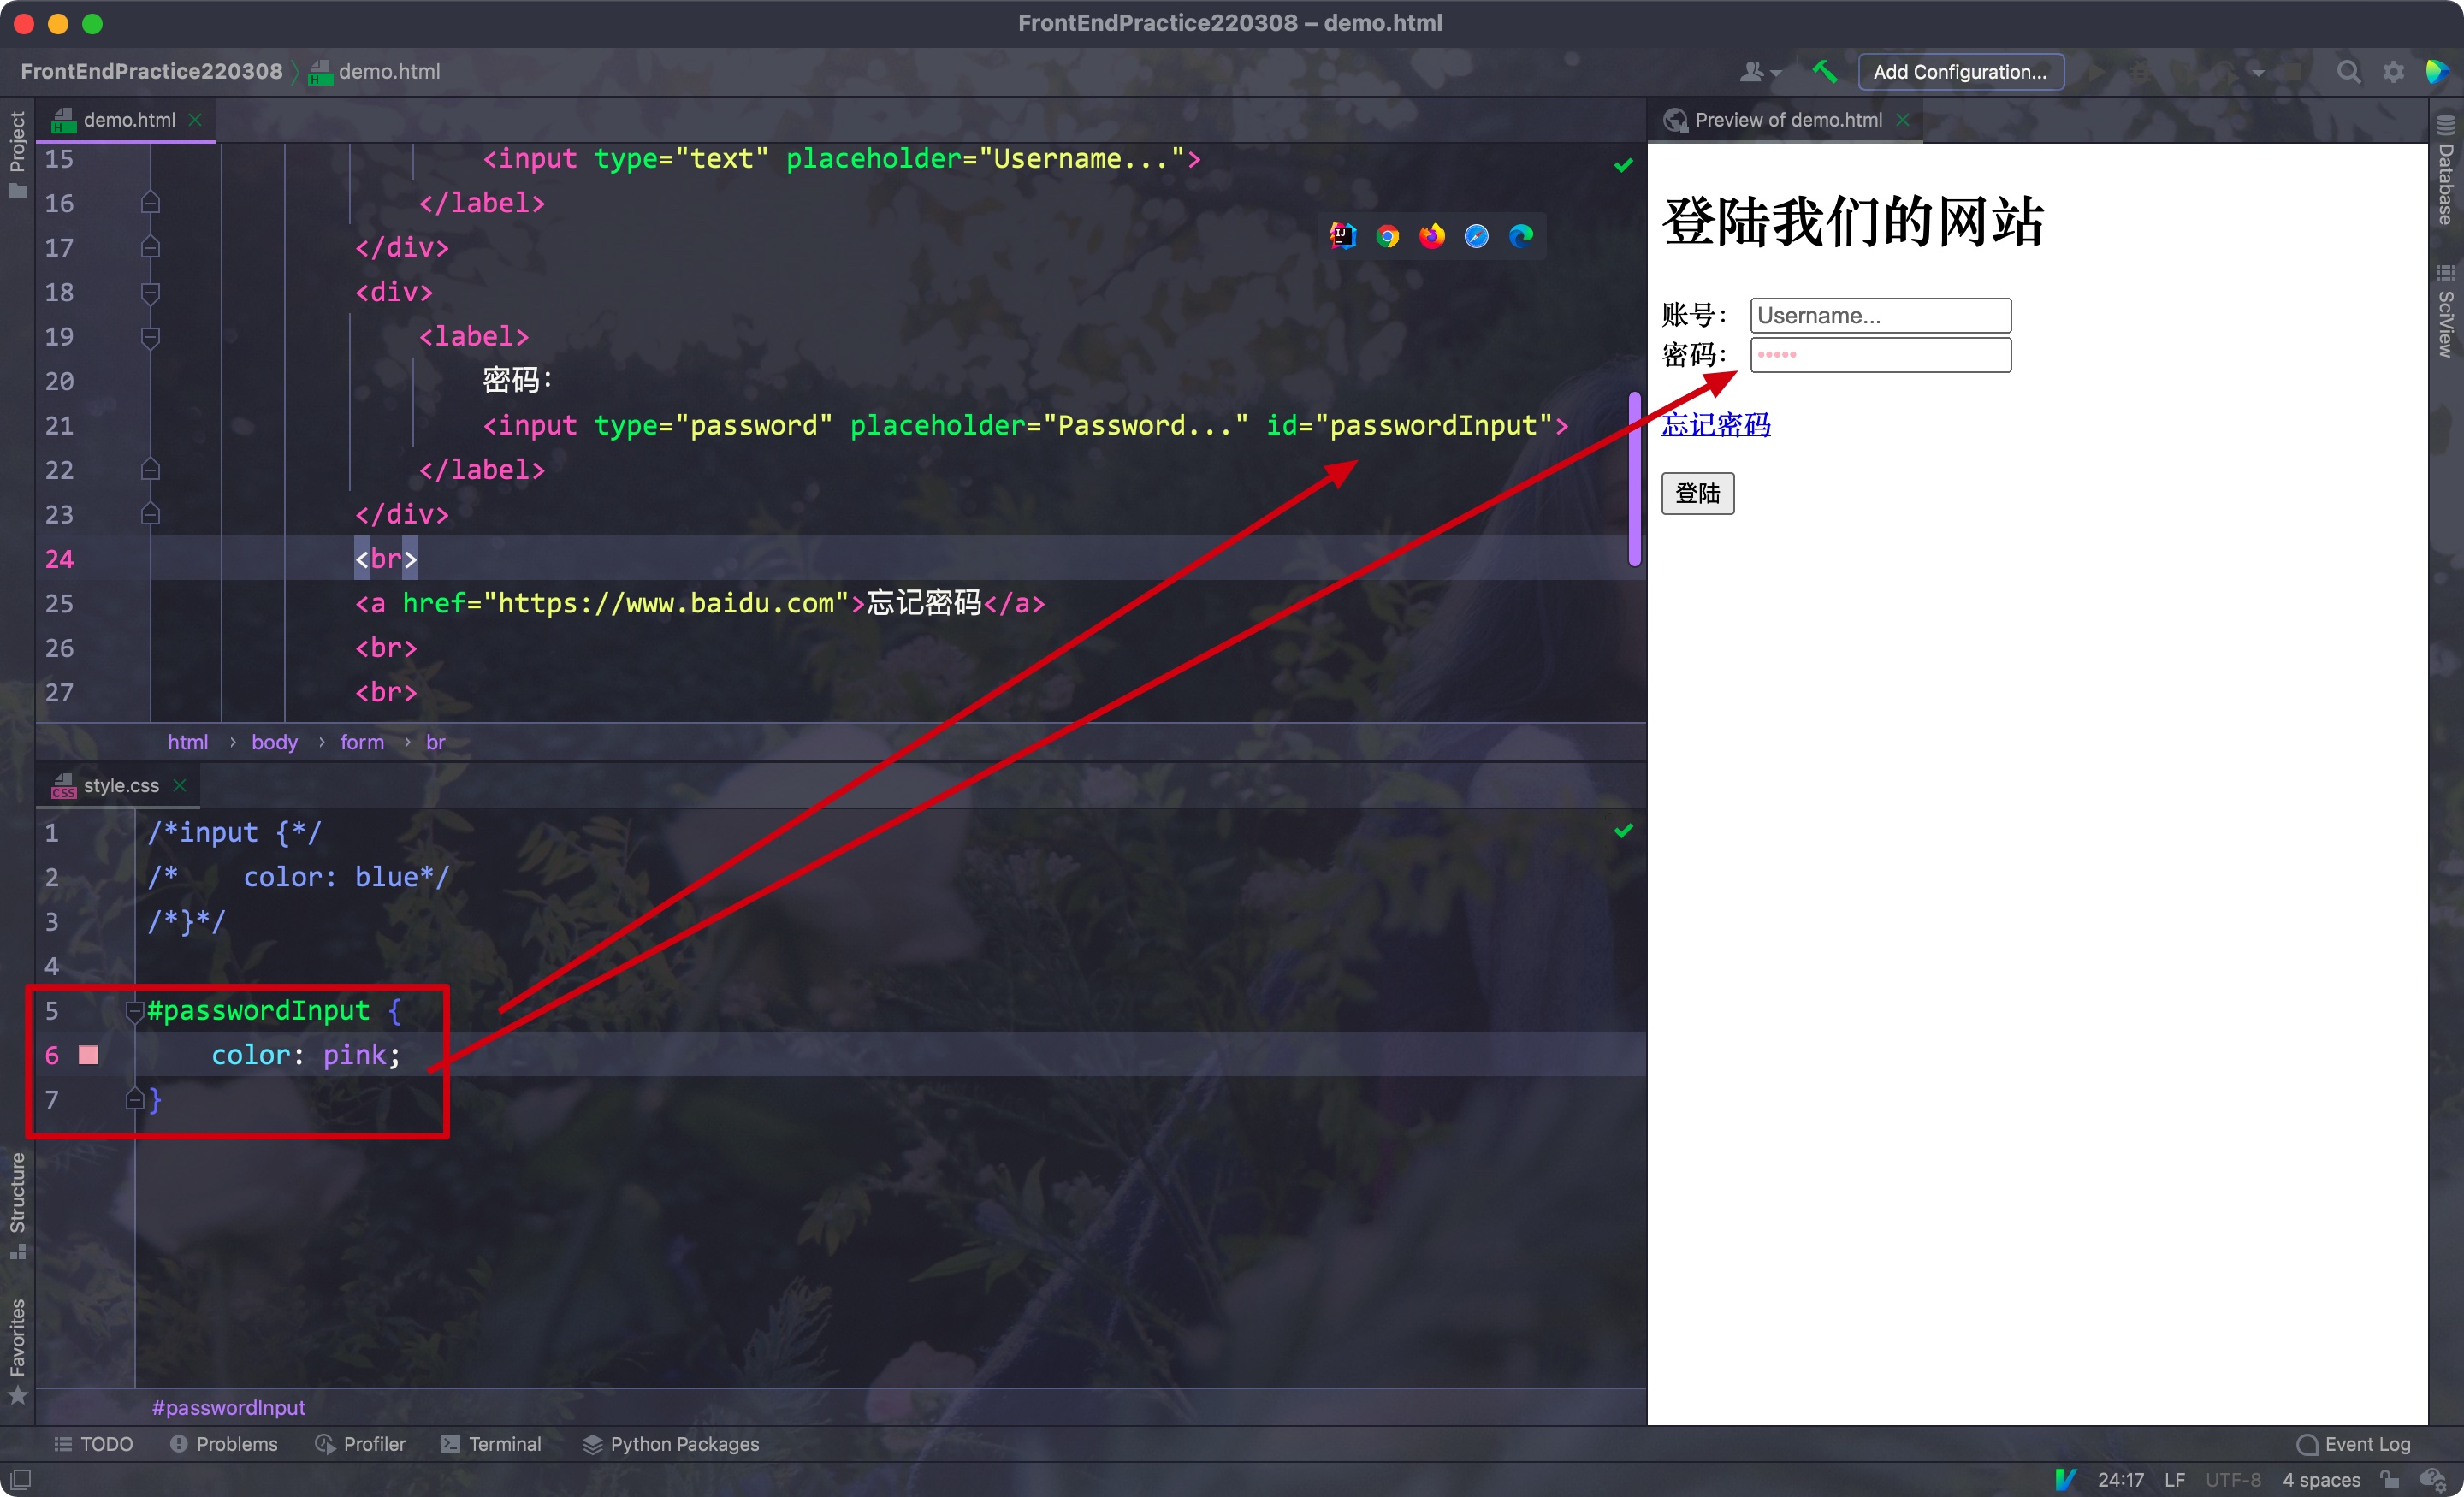 FrontEndPractice220308 – demo.html
FrontEndPractice220308 demo.html
Add Configuration...
Project
demo.html
15 <input type="text" placeholder="Username...">
16 </label>
17 </div>
18 <div>
19 <label>
20 密码：
21 <input type="password" placeholder="Password..." id="passwordInput">
22 </label>
23 </div>
24 <br>
25 <a href="https://www.baidu.com">忘记密码</a>
26 <br>
27 <br>
html › body › form › br
style.css
1 /*input {*/
2 /*    color: blue*/
3 /*}*/
4
5 #passwordInput {
6     color: pink;
7 }
#passwordInput
Structure
Favorites
Preview of demo.html
登陆我们的网站
账号： Username...
密码： •••••
忘记密码
登陆
Database
SciView
TODO Problems Profiler Terminal Python Packages Event Log
24:17 LF UTF-8 4 spaces